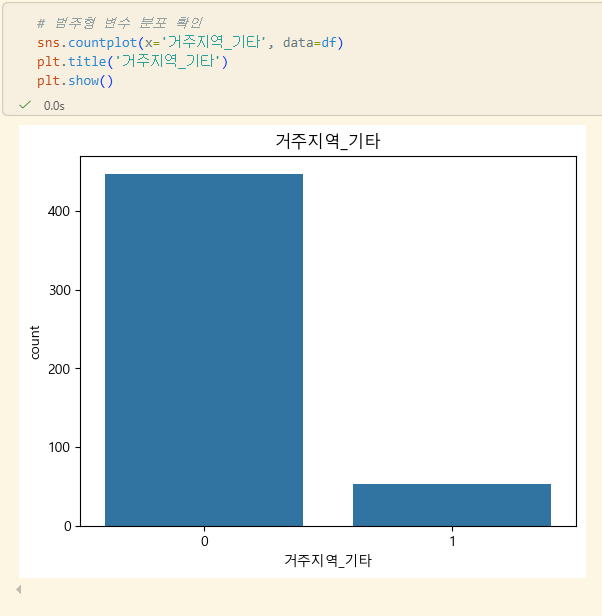 # 범주형 변수 분포 확인
sns.countplot(x='거주지역_기타', data=df)
plt.title('거주지역_기타')
plt.show()
0.0s
거주지역_기타
400
300
200
100
0
count
0 1
거주지역_기타